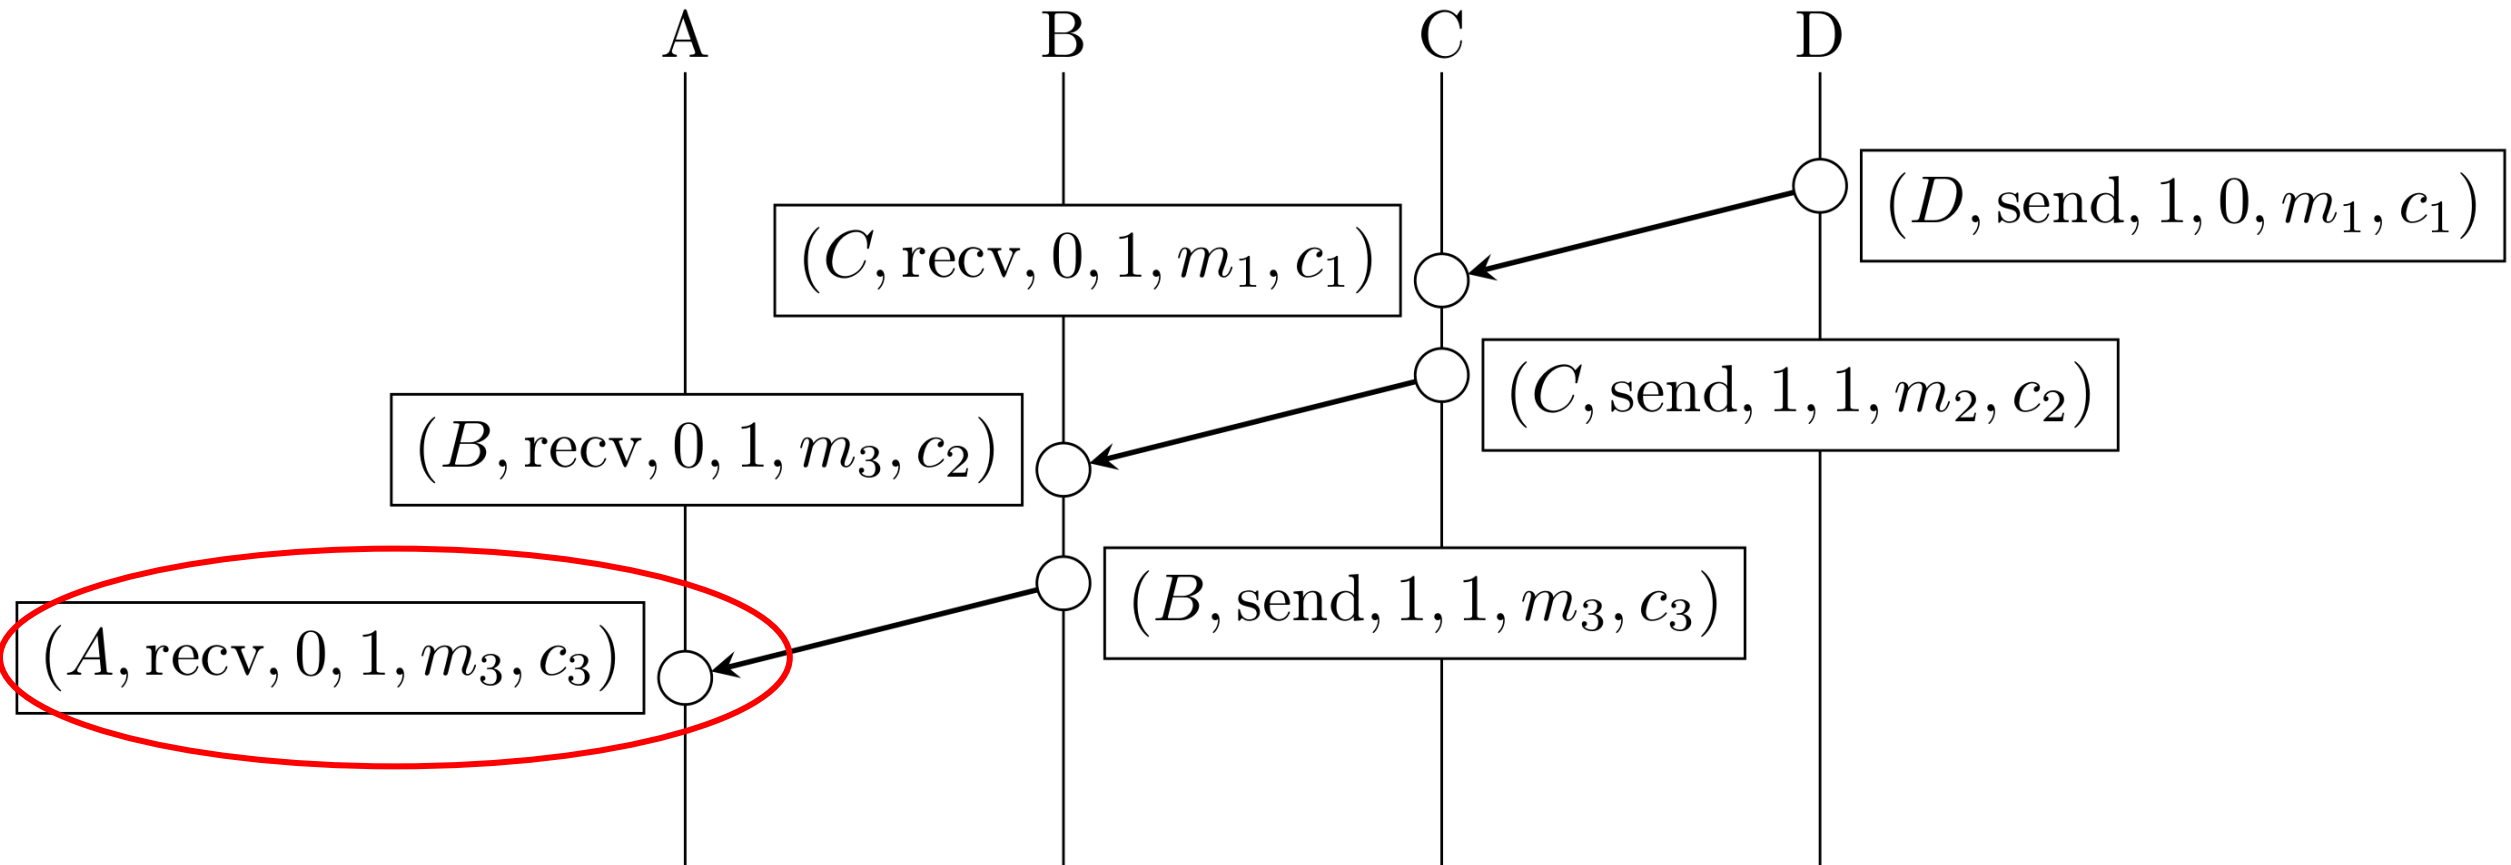 A B C D
(D, send, 1, 0, m₁, c₁)
(C, recv, 0, 1, m₁, c₁)
(C, send, 1, 1, m₂, c₂)
(B, recv, 0, 1, m₃, c₂)
(B, send, 1, 1, m₃, c₃)
(A, recv, 0, 1, m₃, c₃)